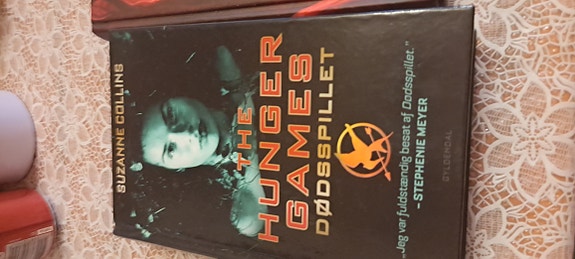 SUZANNE COLLINS
THE
HUNGER
GAMES
DØDSSPILLET
„Jeg var fuldstændig besat af Dødsspillet."
–STEPHENIE MEYER
GYLDENDAL